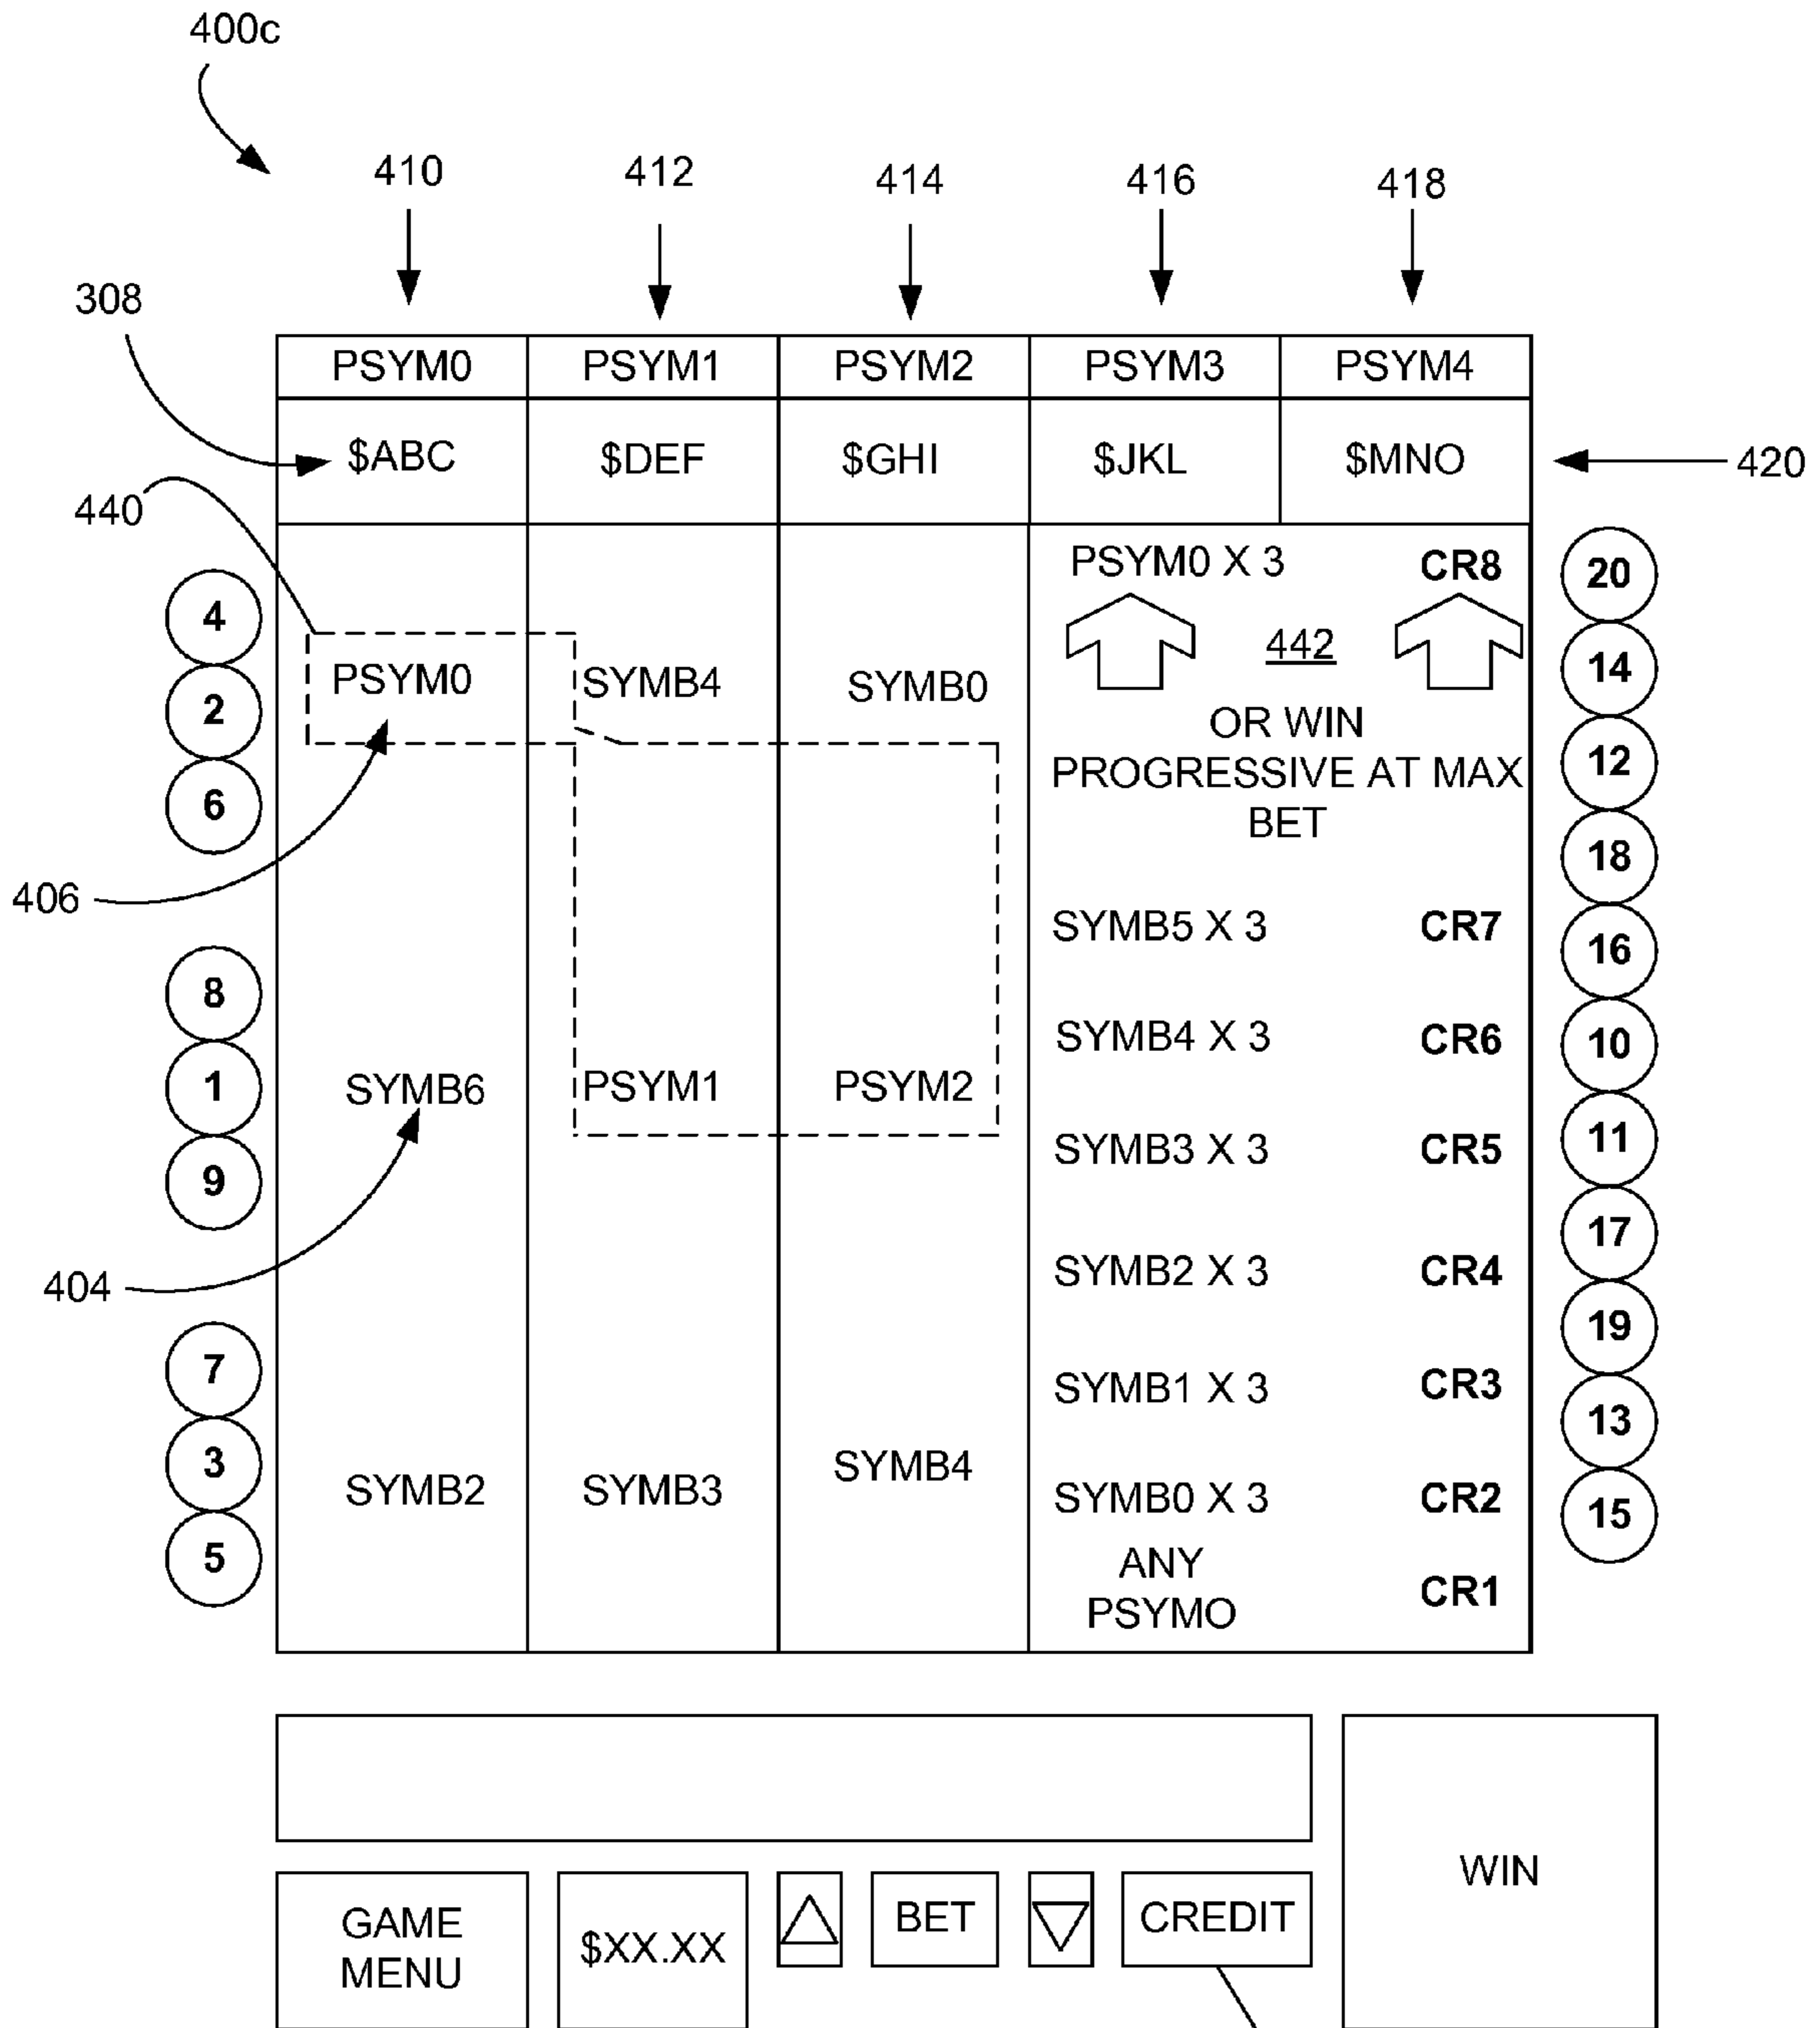 400c
410 412 414 416 418
308
PSYM0 PSYM1 PSYM2 PSYM3 PSYM4
$ABC $DEF $GHI $JKL $MNO
420
440
4
2
6
8
1
9
7
3
5
406
404
PSYM0 SYMB4 SYMB0
SYMB6 PSYM1 PSYM2
SYMB2 SYMB3 SYMB4
PSYM0 X 3 CR8
442
OR WIN
PROGRESSIVE AT MAX
BET
SYMB5 X 3 CR7
SYMB4 X 3 CR6
SYMB3 X 3 CR5
SYMB2 X 3 CR4
SYMB1 X 3 CR3
SYMB0 X 3 CR2
ANY
PSYMO CR1
20
14
12
18
16
10
11
17
19
13
15
GAME
MENU
$XX.XX
BET
CREDIT
WIN